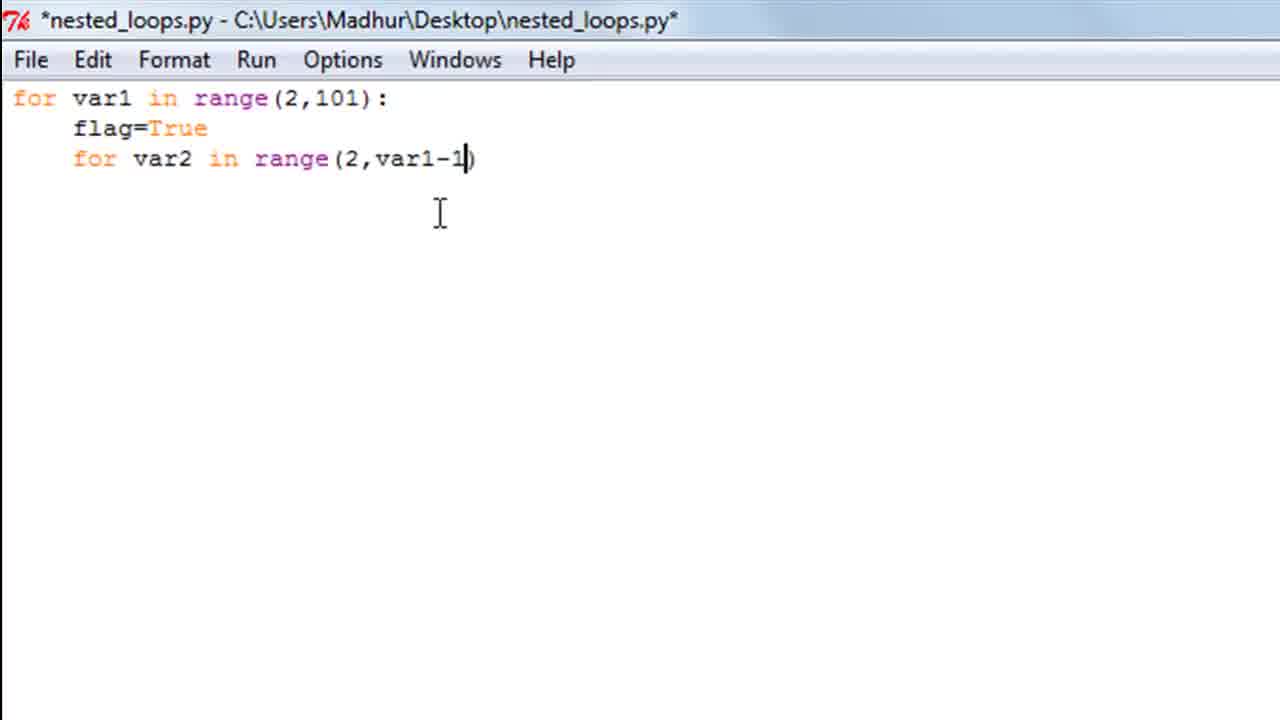 *nested_loops.py - C:\Users\Madhur\Desktop\nested_loops.py*
File Edit Format Run Options Windows Help
for var1 in range(2,101):
    flag=True
    for var2 in range(2,var1-1)